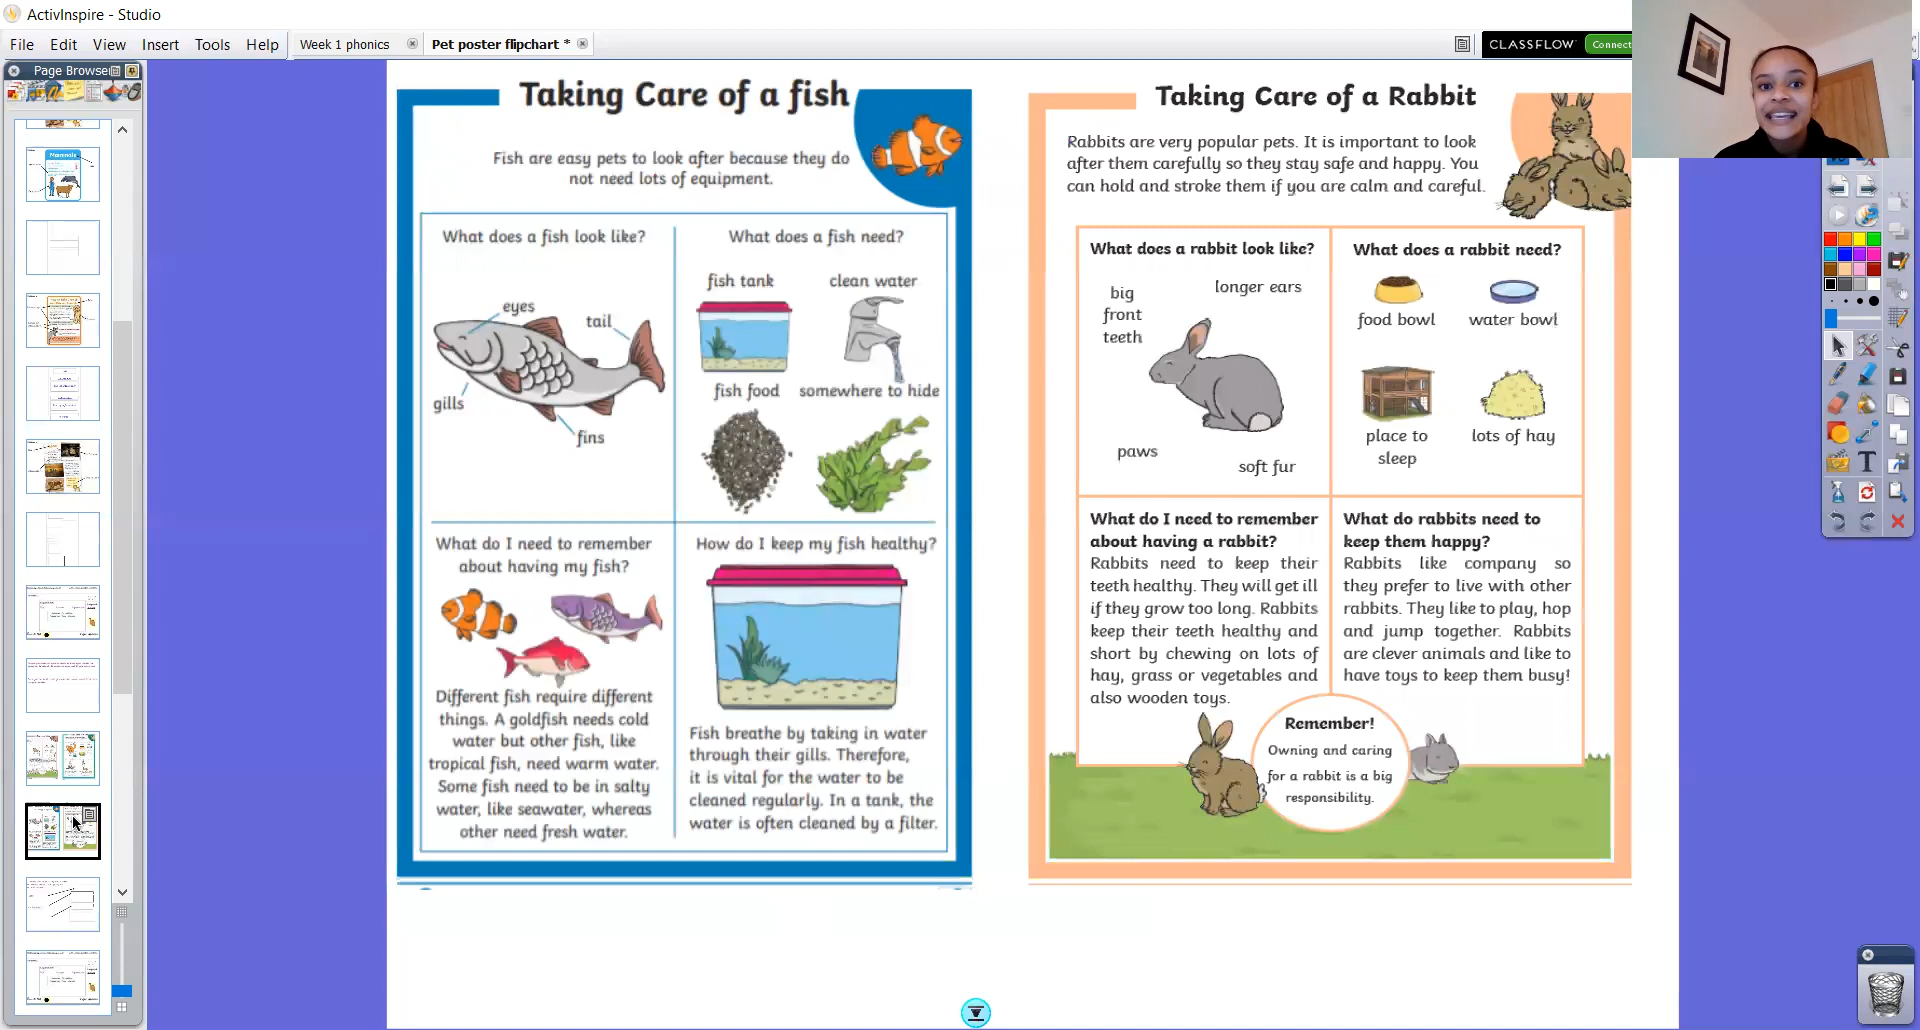 ActivInspire - Studio
File Edit View Insert Tools Help
Week 1 phonics
Pet poster flipchart *
CLASSFLOW
Connect
Page Browser
Mammals
Taking Care of a fish
Fish are easy pets to look after because they do
not need lots of equipment.
What does a fish look like?
eyes
tail
gills
fins
What does a fish need?
fish tank
clean water
fish food
somewhere to hide
What do I need to remember
about having my fish?
Different fish require different
things. A goldfish needs cold
water but other fish, like
tropical fish, need warm water.
Some fish need to be in salty
water, like seawater, whereas
other need fresh water.
How do I keep my fish healthy?
Fish breathe by taking in water
through their gills. Therefore,
it is vital for the water to be
cleaned regularly. In a tank, the
water is often cleaned by a filter.
Taking Care of a Rabbit
Rabbits are very popular pets. It is important to look
after them carefully so they stay safe and happy. You
can hold and stroke them if you are calm and careful.
What does a rabbit look like?
big
front
teeth
longer ears
paws
soft fur
What does a rabbit need?
food bowl
water bowl
place to
sleep
lots of hay
What do I need to remember
about having a rabbit?
Rabbits need to keep their
teeth healthy. They will get ill
if they grow too long. Rabbits
keep their teeth healthy and
short by chewing on lots of
hay, grass or vegetables and
also wooden toys.
What do rabbits need to
keep them happy?
Rabbits like company so
they prefer to live with other
rabbits. They like to play, hop
and jump together. Rabbits
are clever animals and like to
have toys to keep them busy!
Remember!
Owning and caring
for a rabbit is a big
responsibility.